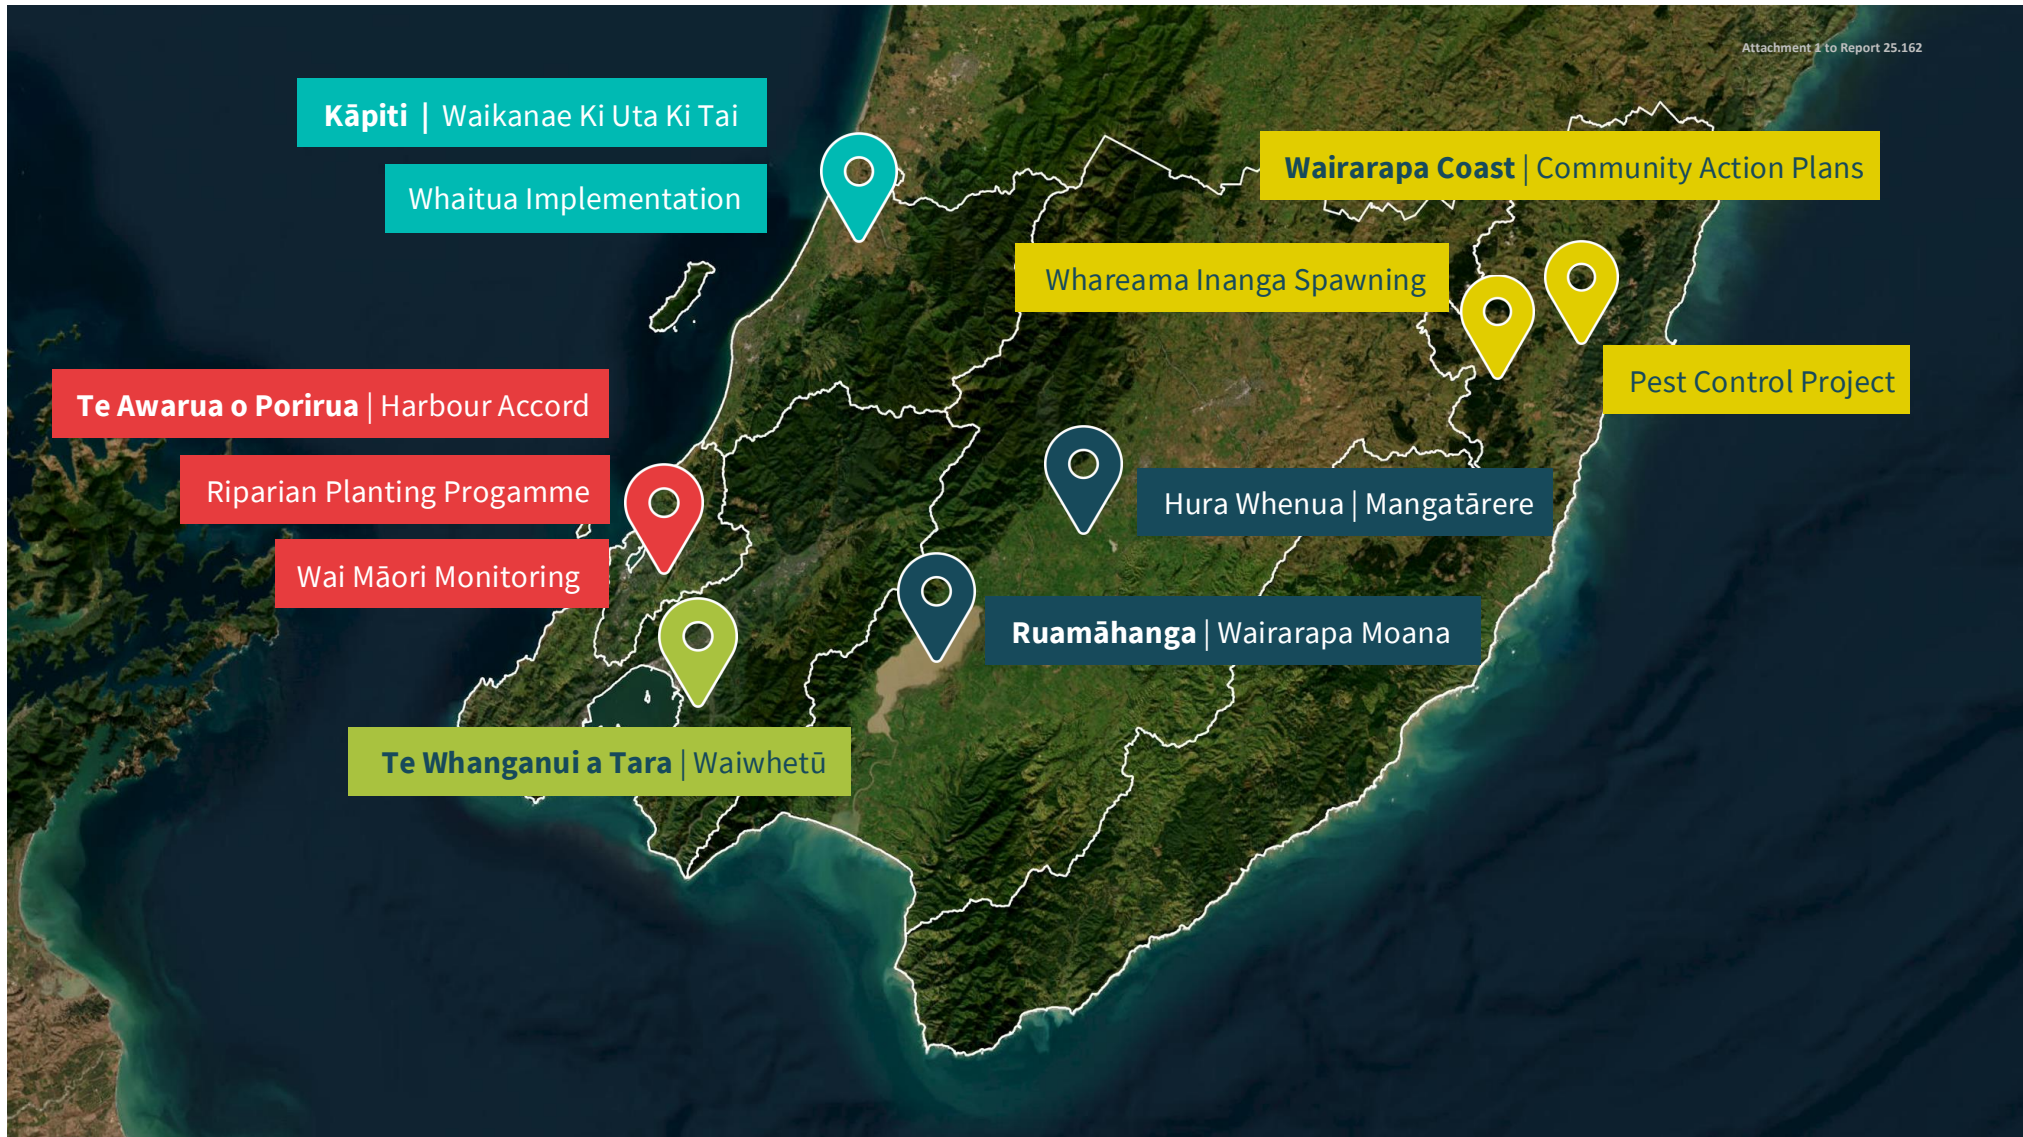 Attachment 1 to Report 25.162
Kāpiti | Waikanae Ki Uta Ki Tai
Whaitua Implementation
Wairarapa Coast | Community Action Plans
Whareama Inanga Spawning
Pest Control Project
Te Awarua o Porirua | Harbour Accord
Riparian Planting Progamme
Wai Māori Monitoring
Hura Whenua | Mangatārere
Ruamāhanga | Wairarapa Moana
Te Whanganui a Tara | Waiwhetū